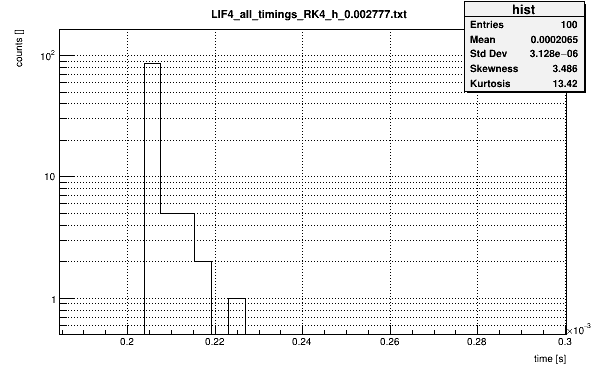 LIF4_all_timings_RK4_h_0.002777.txt
hist
Entries 100
Mean 0.0002065
Std Dev 3.128e−06
Skewness 3.486
Kurtosis 13.42
counts []
10²
10
1
0.2 0.22 0.24 0.26 0.28 0.3
×10⁻³
time [s]